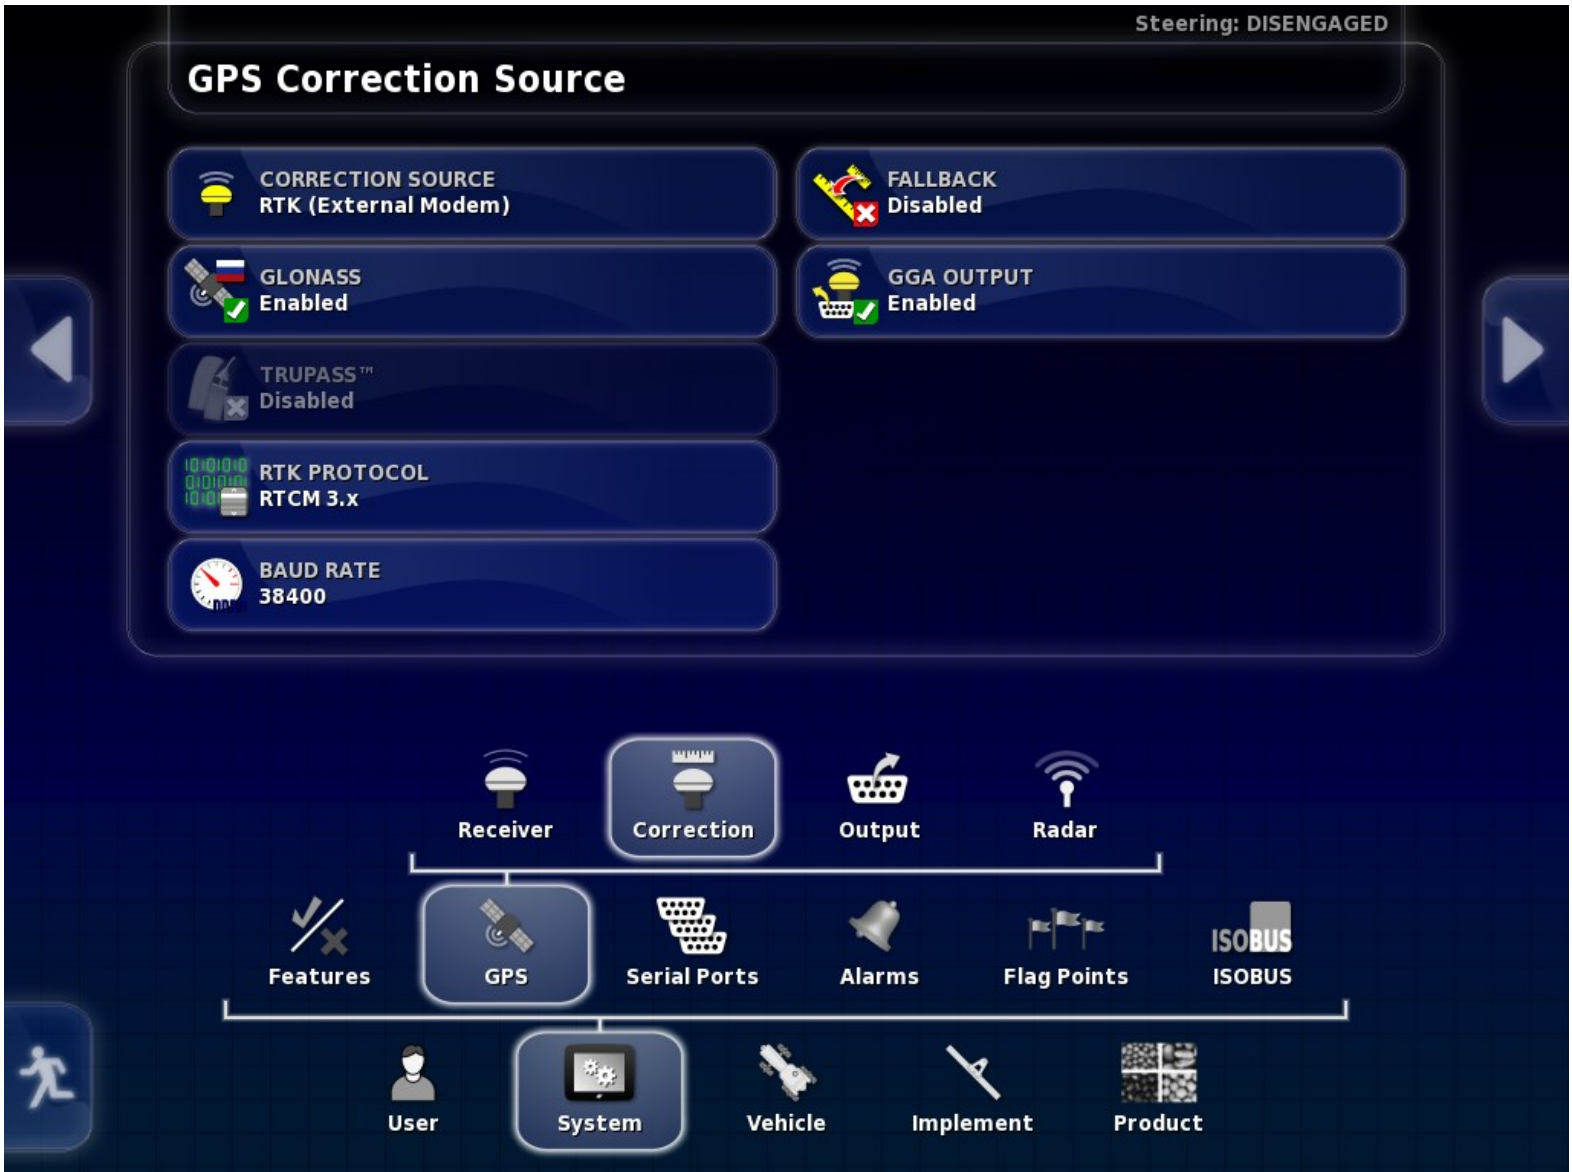 Steering: DISENGAGED
GPS Correction Source
CORRECTION SOURCE
RTK (External Modem)
FALLBACK
Disabled
GLONASS
Enabled
GGA OUTPUT
Enabled
TRUPASS™
Disabled
RTK PROTOCOL
RTCM 3.x
BAUD RATE
38400
Receiver
Correction
Output
Radar
Features
GPS
Serial Ports
Alarms
Flag Points
ISOBUS
ISOBUS
User
System
Vehicle
Implement
Product